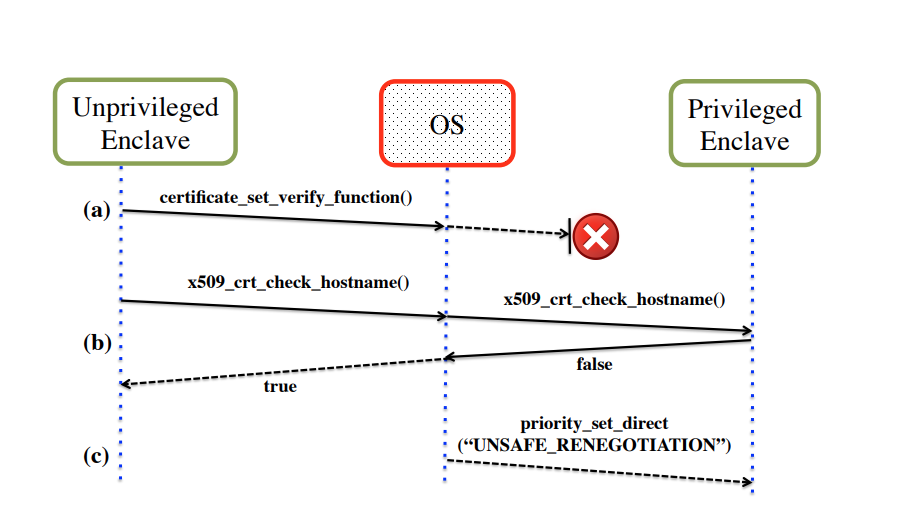 Unprivileged
Enclave
OS
Privileged
Enclave
(a)
certificate_set_verify_function()
x509_crt_check_hostname()
x509_crt_check_hostname()
(b)
false
true
priority_set_direct
(“UNSAFE_RENEGOTIATION”)
(c)